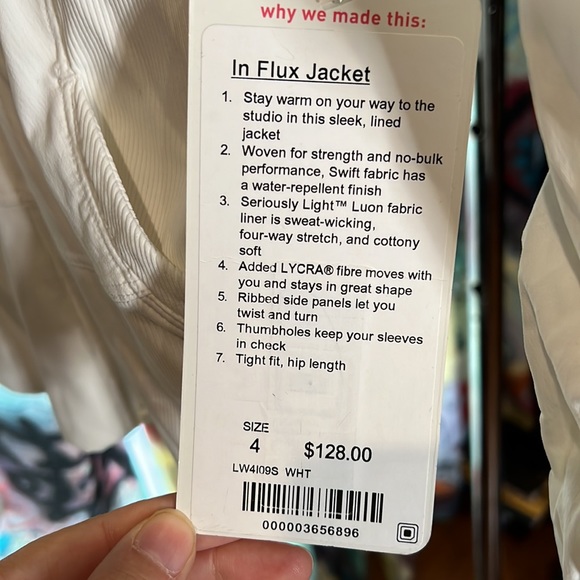 why we made this:
In Flux Jacket
1. Stay warm on your way to the
studio in this sleek, lined
jacket
2. Woven for strength and no-bulk
performance, Swift fabric has
a water-repellent finish
3. Seriously Light™ Luon fabric
liner is sweat-wicking,
four-way stretch, and cottony
soft
4. Added LYCRA® fibre moves with
you and stays in great shape
5. Ribbed side panels let you
twist and turn
6. Thumbholes keep your sleeves
in check
7. Tight fit, hip length
SIZE
4 $128.00
LW4I09S WHT
000003656896